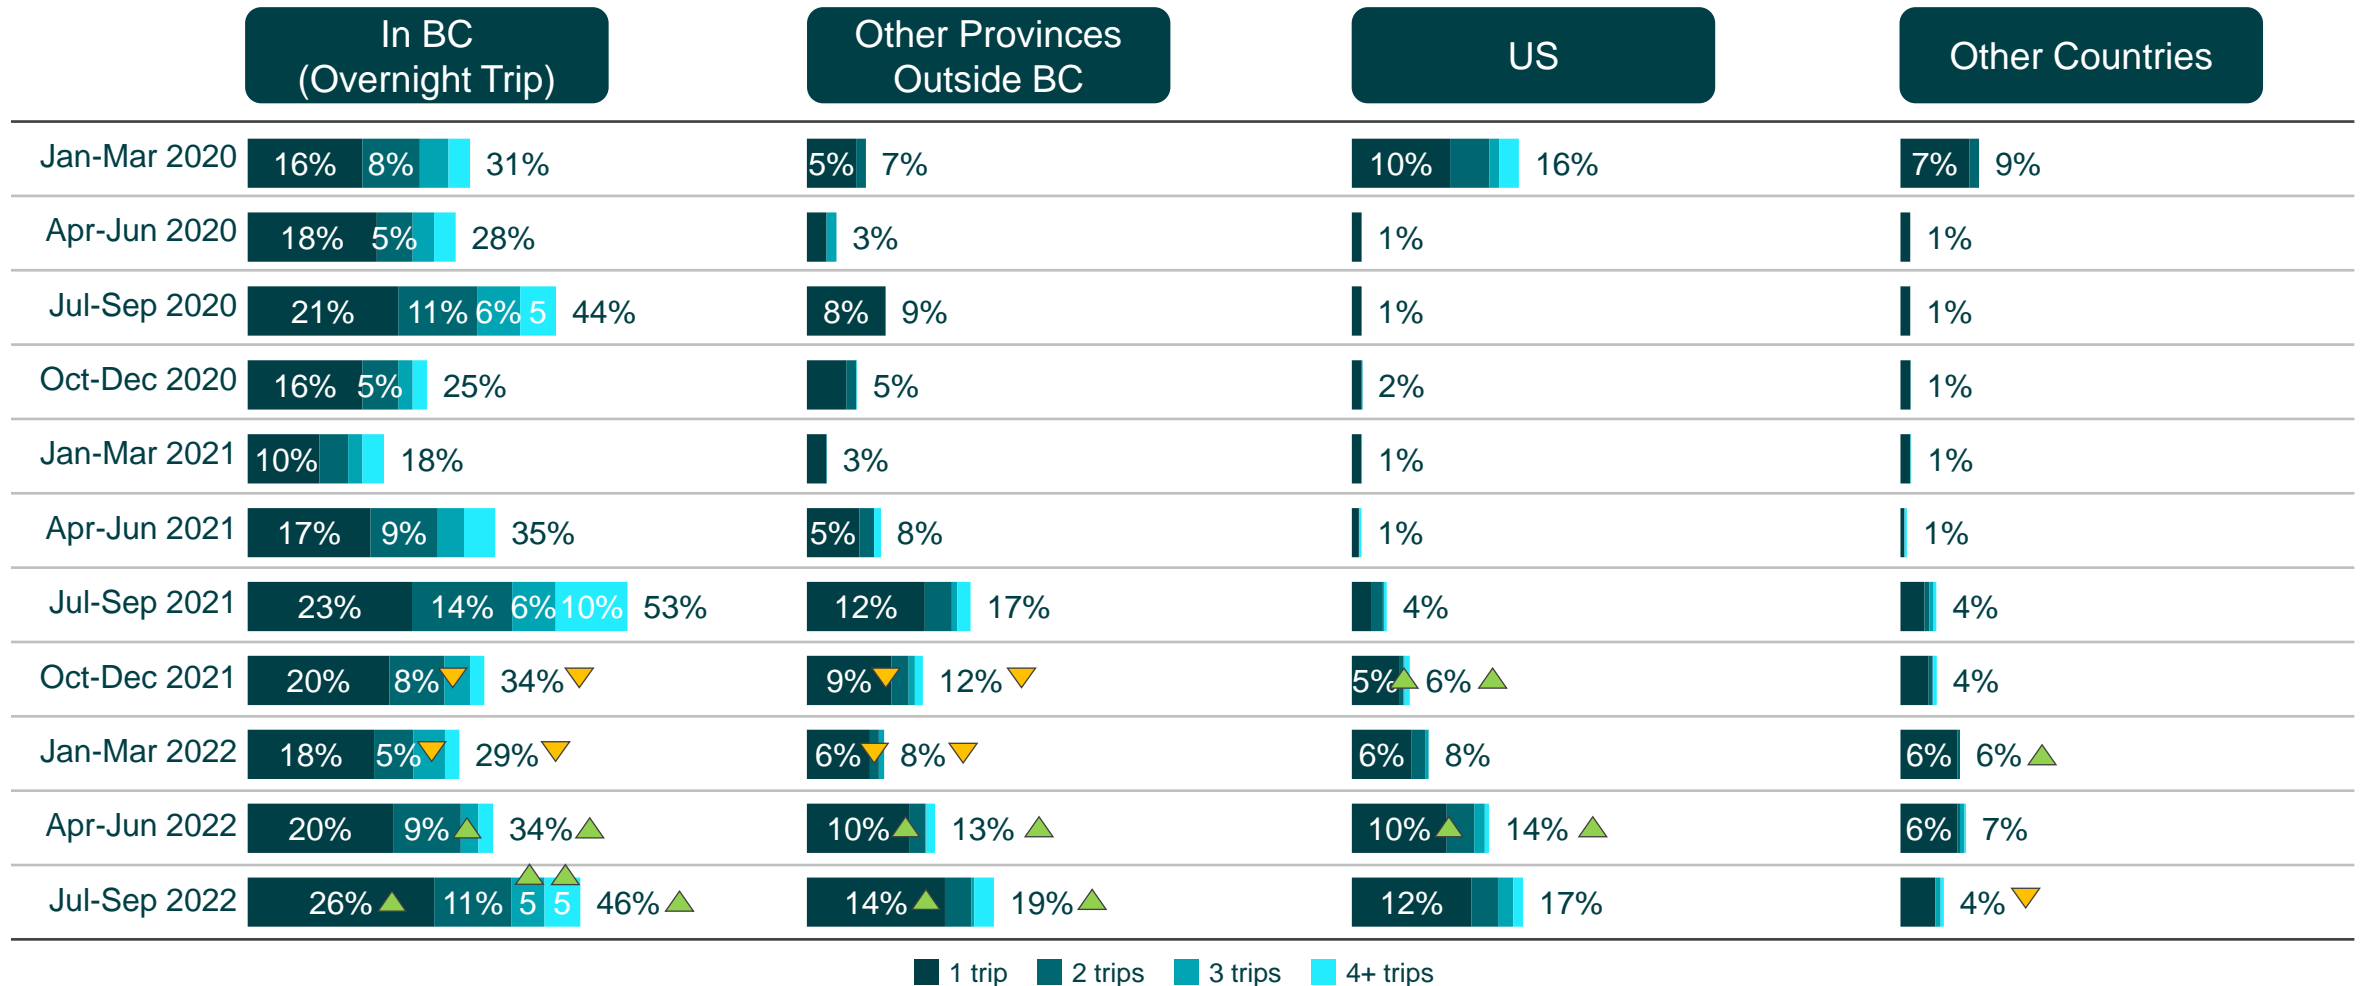 In BC
(Overnight Trip)
Other Provinces
Outside BC
US
Other Countries
Jan-Mar 2020 16% 8% 31% 5% 7% 10% 16% 7% 9%
Apr-Jun 2020 18% 5% 28% 3% 1% 1%
Jul-Sep 2020 21% 11% 6% 5 44% 8% 9% 1% 1%
Oct-Dec 2020 16% 5% 25% 5% 2% 1%
Jan-Mar 2021 10% 18% 3% 1% 1%
Apr-Jun 2021 17% 9% 35% 5% 8% 1% 1%
Jul-Sep 2021 23% 14% 6% 10% 53% 12% 17% 4% 4%
Oct-Dec 2021 20% 8% 34% 9% 12% 5% 6% 4%
Jan-Mar 2022 18% 5% 29% 6% 8% 6% 8% 6% 6%
Apr-Jun 2022 20% 9% 34% 10% 13% 10% 14% 6% 7%
Jul-Sep 2022 26% 11% 5 5 46% 14% 19% 12% 17% 4%
1 trip 2 trips 3 trips 4+ trips